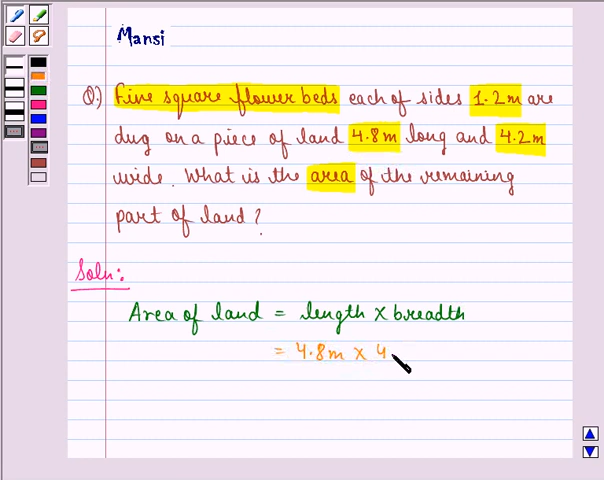 Mansi
Q:) Five square flower beds each of sides 1.2m are
dug on a piece of land 4.8m long and 4.2m
wide. What is the area of the remaining
part of land?
Soln:
Area of land = length × breadth
= 4.8m × 4